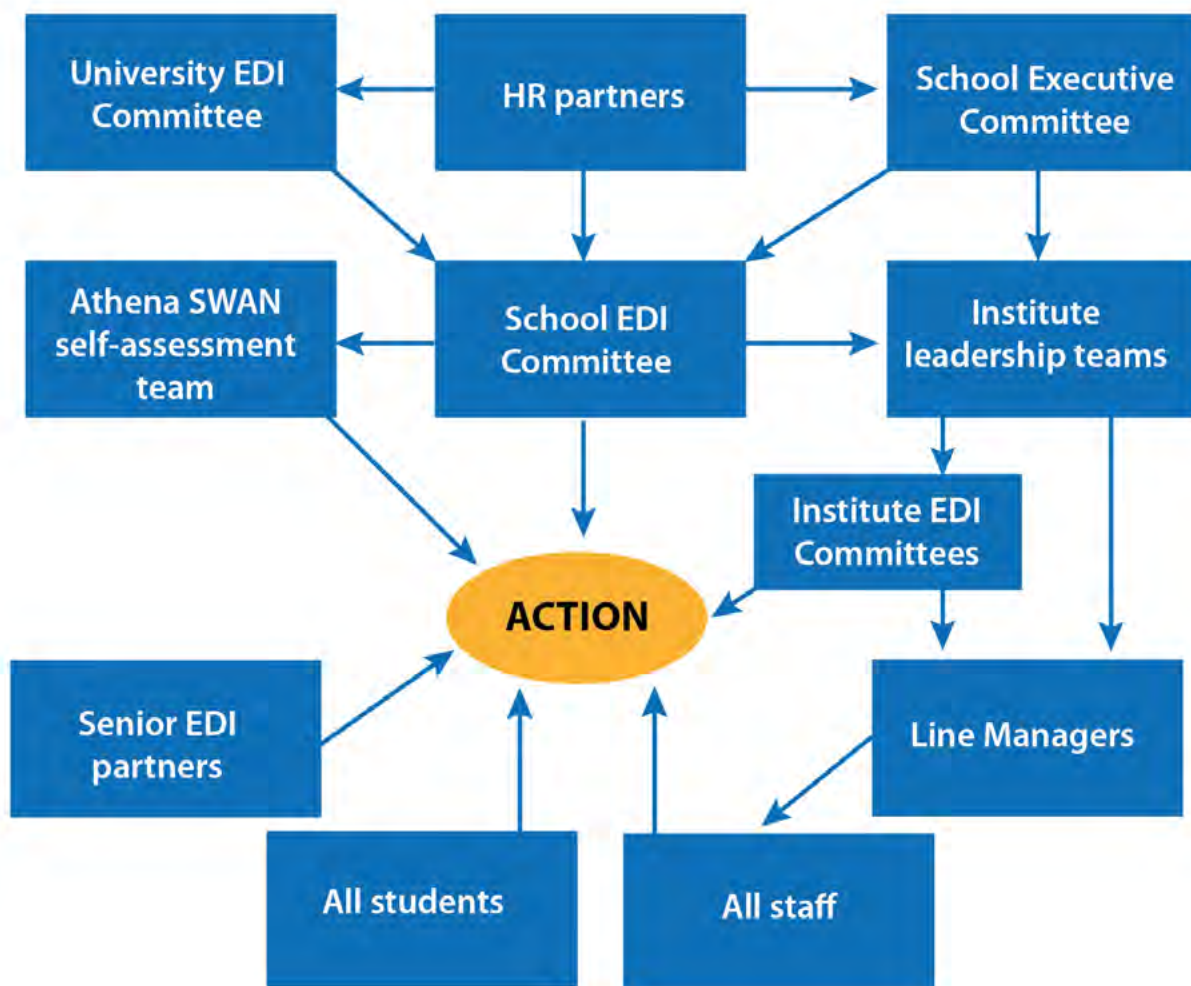 University EDI
Committee
HR partners
School Executive
Committee
Athena SWAN
self-assessment
team
School EDI
Committee
Institute
leadership teams
Institute EDI
Committees
ACTION
Senior EDI
partners
Line Managers
All students
All staff